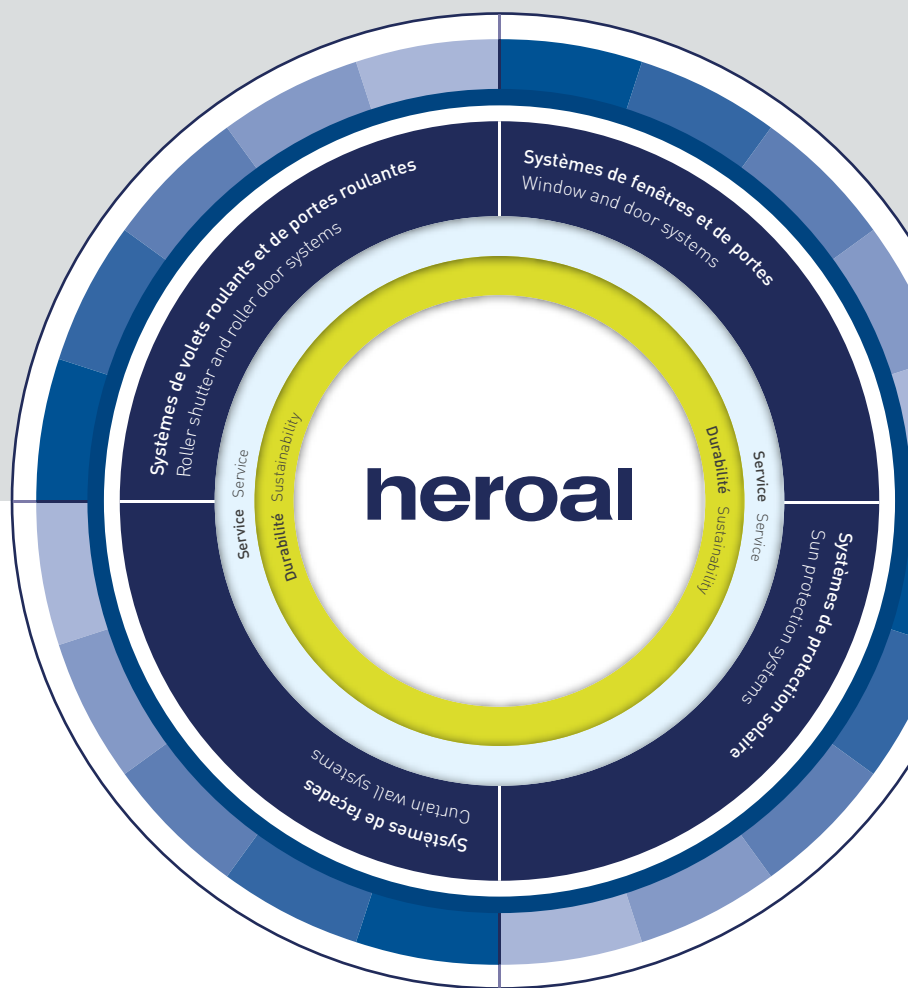 Systèmes de volets roulants et de portes roulantes
Roller shutter and roller door systems
Systèmes de fenêtres et de portes
Window and door systems
Service Service
Durabilité Sustainability
heroal
Durabilité Sustainability
Service Service
Systèmes de protection solaire
Sun protection systems
Systèmes de façades
Curtain wall systems